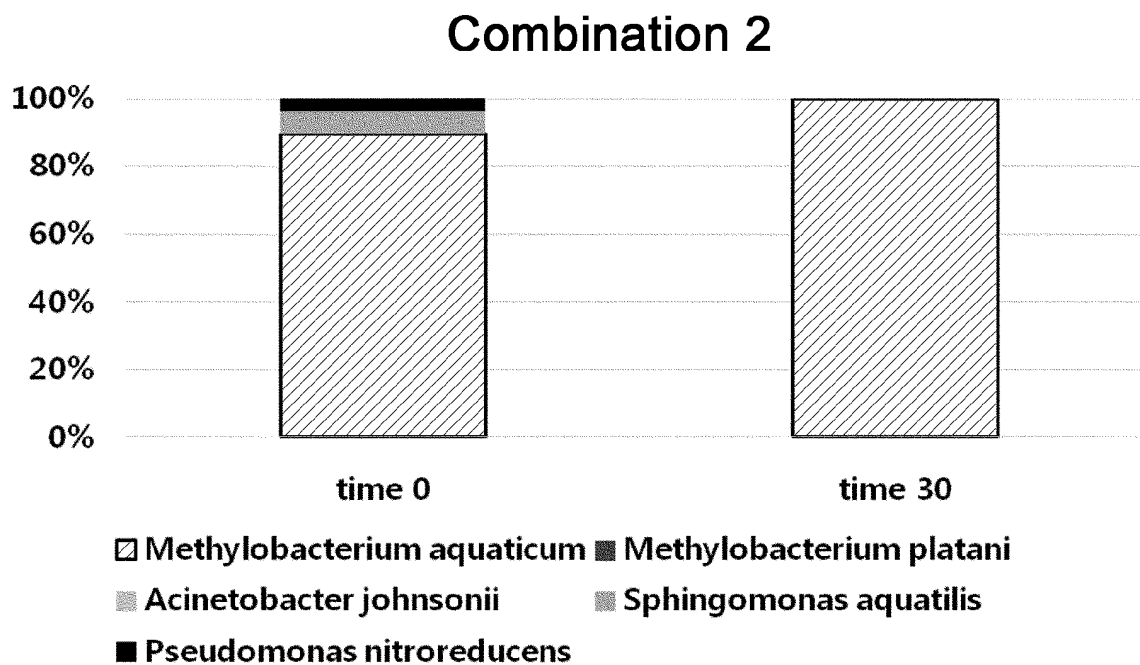 Combination 2
100%
80%
60%
40%
20%
0%
time 0 time 30
Methylobacterium aquaticum Methylobacterium platani
Acinetobacter johnsonii Sphingomonas aquatilis
Pseudomonas nitroreducens